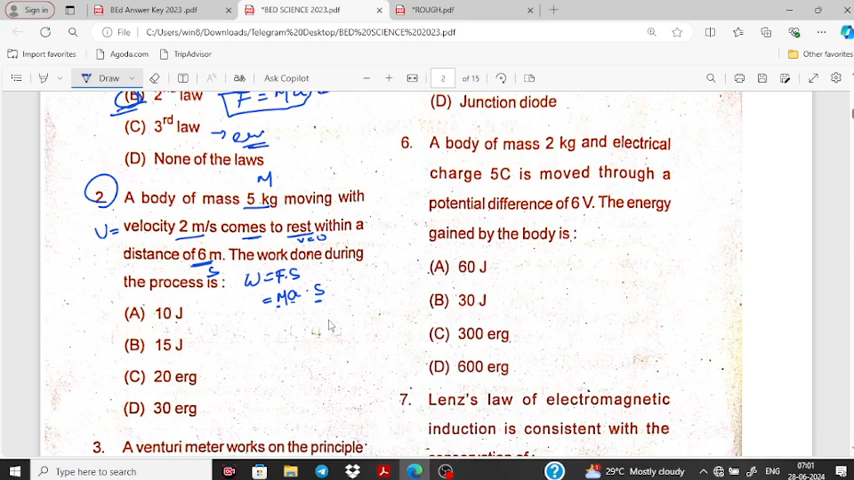 Sign in
BEd Answer Key 2023 .pdf
*BED SCIENCE 2023.pdf
*ROUGH.pdf
File
C:/Users/win8/Downloads/Telegram%20Desktop/BED%20SCIENCE%202023.pdf
Import favorites
Agoda.com
TripAdvisor
Other favorites
Draw
Ask Copilot
2
of 15
(B) 2nd law
F = Ma
(C) 3rd law
(D) None of the laws
M
2. A body of mass 5 kg moving with
U= velocity 2 m/s comes to rest within a
v=0
distance of 6 m. The work done during
S
the process is : W=F.S
= Ma . S
(A) 10 J
(B) 15 J
(C) 20 erg
(D) 30 erg
3. A venturi meter works on the principle
(D) Junction diode
6. A body of mass 2 kg and electrical
charge 5C is moved through a
potential difference of 6 V. The energy
gained by the body is :
(A) 60 J
(B) 30 J
(C) 300 erg
(D) 600 erg
7. Lenz's law of electromagnetic
induction is consistent with the
conservation of:
Type here to search
29°C Mostly cloudy
ENG
07:01
28-06-2024